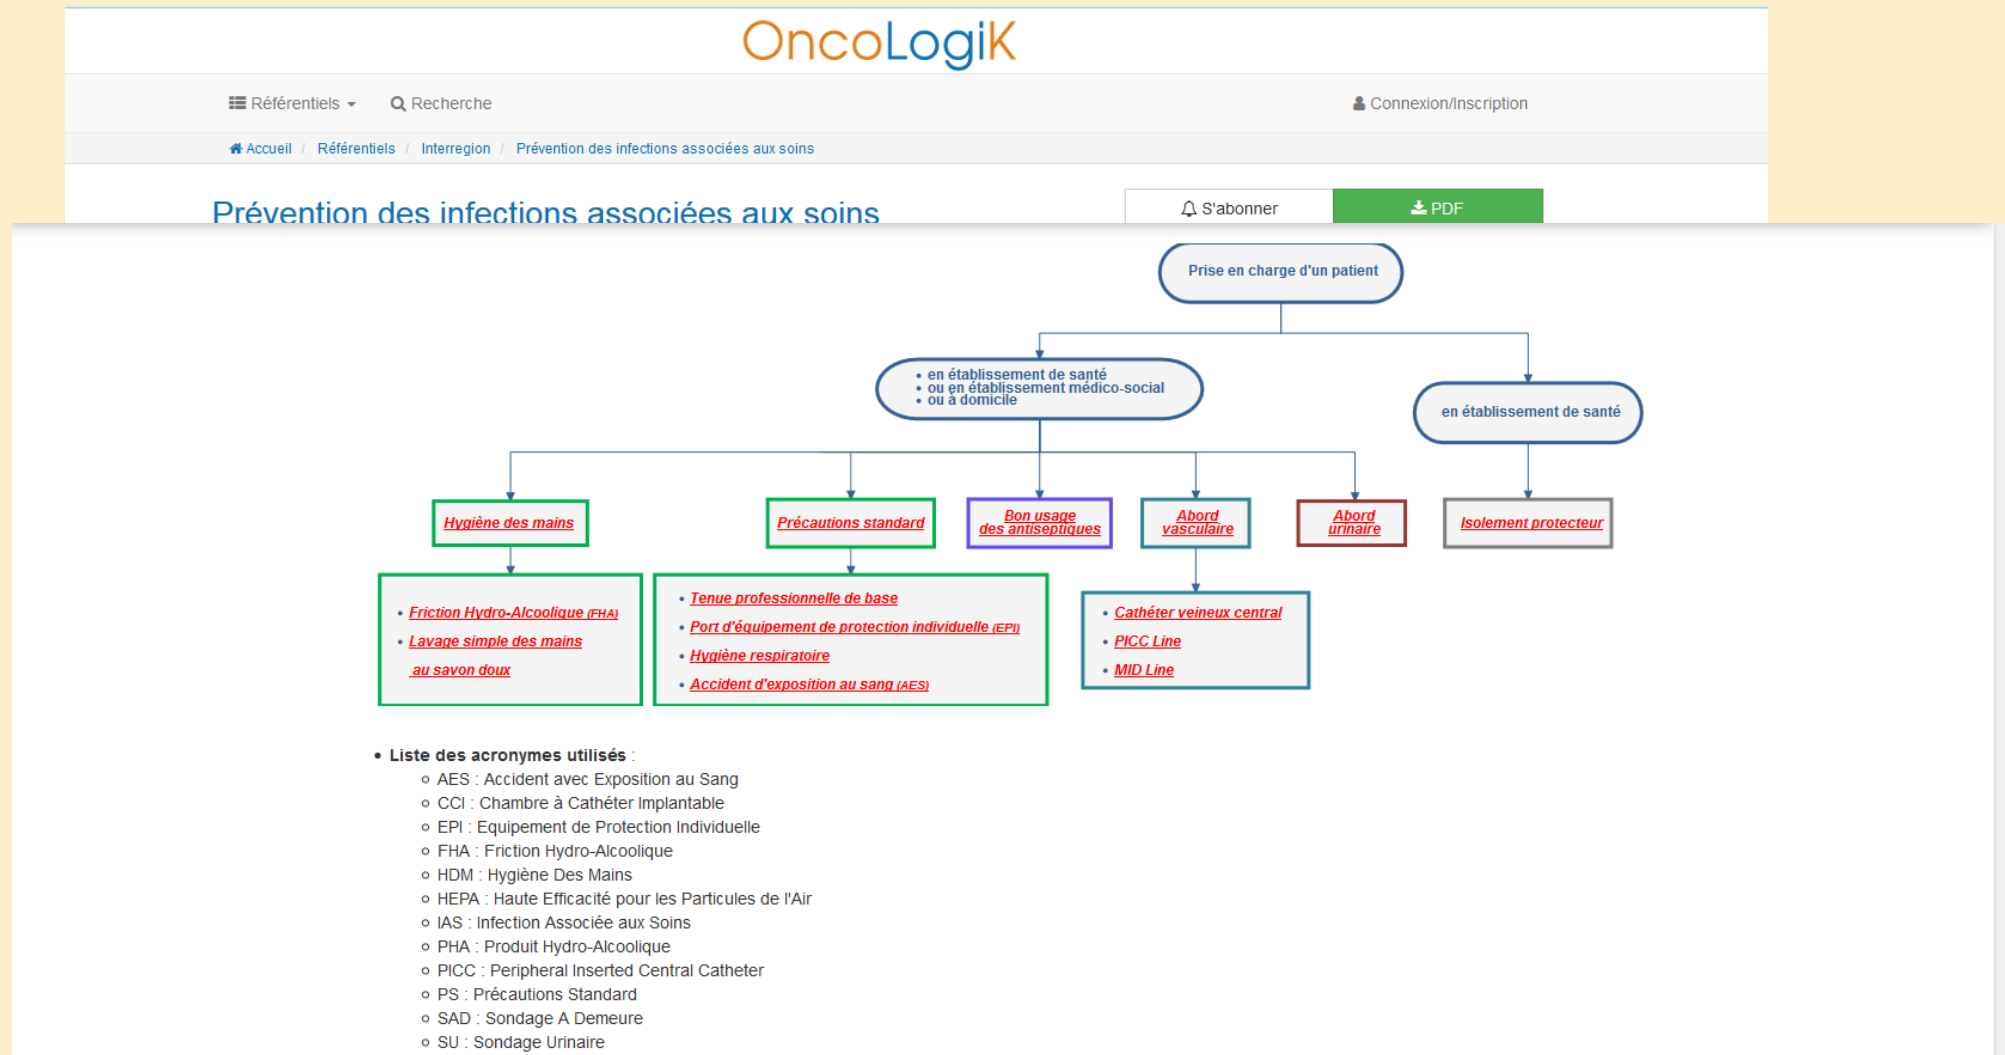 OncoLogiK
Référentiels
Recherche
Connexion/Inscription
Accueil / Référentiels / Interregion / Prévention des infections associées aux soins
Prévention des infections associées aux soins
S'abonner
PDF
Prise en charge d'un patient
• en établissement de santé
• ou en établissement médico-social
• ou à domicile
en établissement de santé
Hygiène des mains
Précautions standard
Bon usage
des antiseptiques
Abord
vasculaire
Abord
urinaire
Isolement protecteur
• Friction Hydro-Alcoolique (FHA)
• Lavage simple des mains
au savon doux
• Tenue professionnelle de base
• Port d'équipement de protection individuelle (EPI)
• Hygiène respiratoire
• Accident d'exposition au sang (AES)
• Cathéter veineux central
• PICC Line
• MID Line
• Liste des acronymes utilisés :
AES : Accident avec Exposition au Sang
CCI : Chambre à Cathéter Implantable
EPI : Equipement de Protection Individuelle
FHA : Friction Hydro-Alcoolique
HDM : Hygiène Des Mains
HEPA : Haute Efficacité pour les Particules de l'Air
IAS : Infection Associée aux Soins
PHA : Produit Hydro-Alcoolique
PICC : Peripheral Inserted Central Catheter
PS : Précautions Standard
SAD : Sondage A Demeure
SU : Sondage Urinaire